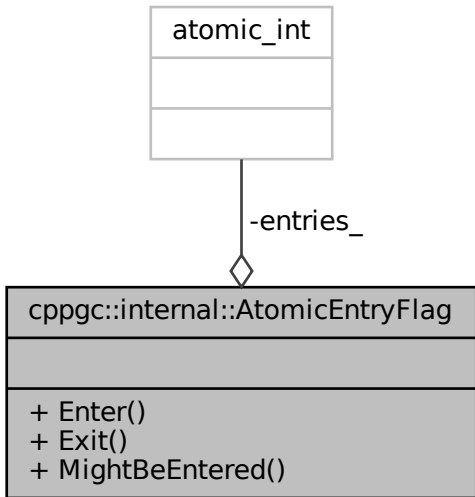 atomic_int
-entries_
cppgc::internal::AtomicEntryFlag
+ Enter()
+ Exit()
+ MightBeEntered()